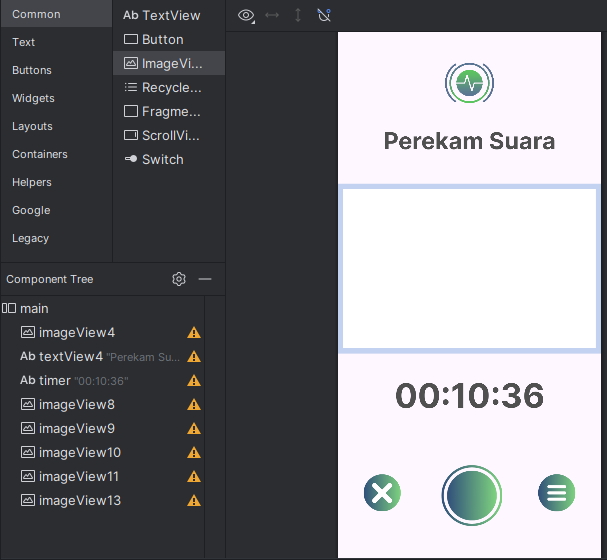 Common
Text
Buttons
Widgets
Layouts
Containers
Helpers
Google
Legacy
Ab TextView
Button
ImageVi...
Recycle...
Fragme...
ScrollVi...
Switch
Component Tree
main
imageView4
Ab textView4 "Perekam Su...
Ab timer "00:10:36"
imageView8
imageView9
imageView10
imageView11
imageView13
Perekam Suara
00:10:36